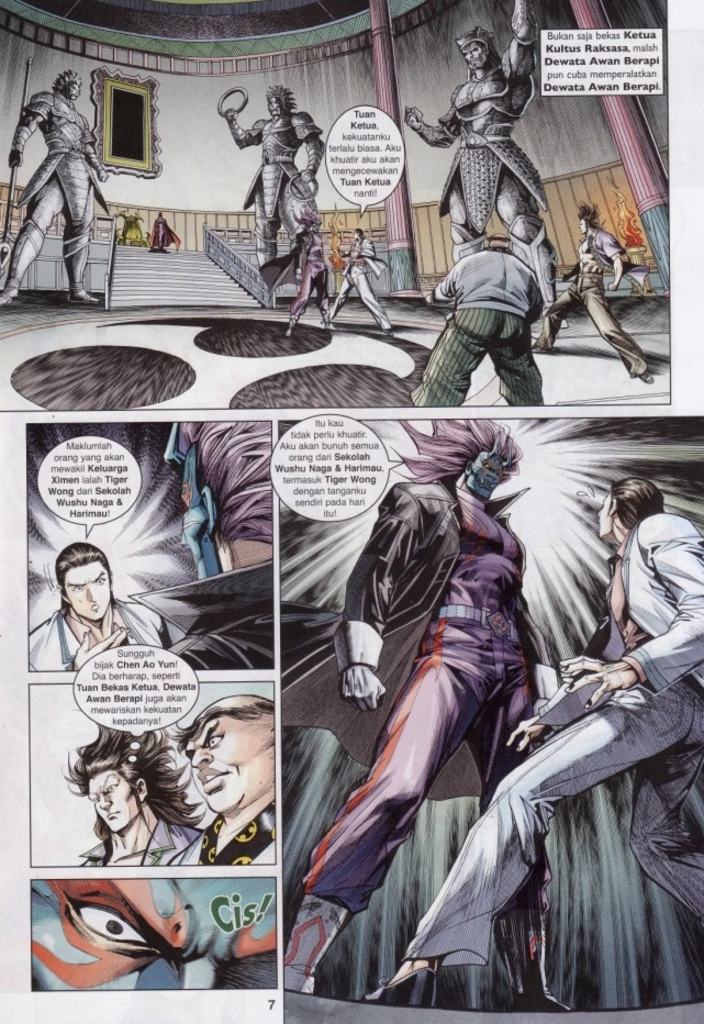 Bukan saja bekas Ketua
Kultus Raksasa, malah
Dewata Awan Berapi
pun cuba memperalatkan
Dewata Awan Berapi.
Tuan
Ketua,
kekuatanku
terlalu biasa. Aku
khuatir aku akan
mengecewakan
Tuan Ketua
nanti!
Maklumlah
orang yang akan
mewakil Keluarga
Ximen ialah Tiger
Wong dari Sekolah
Wushu Naga &
Harimau!
Itu kau
tidak perlu khuatir.
Aku akan bunuh semua
orang dari Sekolah
Wushu Naga & Harimau,
termasuk Tiger Wong
dengan tanganku
sendiri pada hari
itu!
Sungguh
bijak Chen Ao Yun!
Dia berharap, seperti
Tuan Bekas Ketua, Dewata
Awan Berapi juga akan
mewariskan kekuatan
kepadanya!
Cis!
7